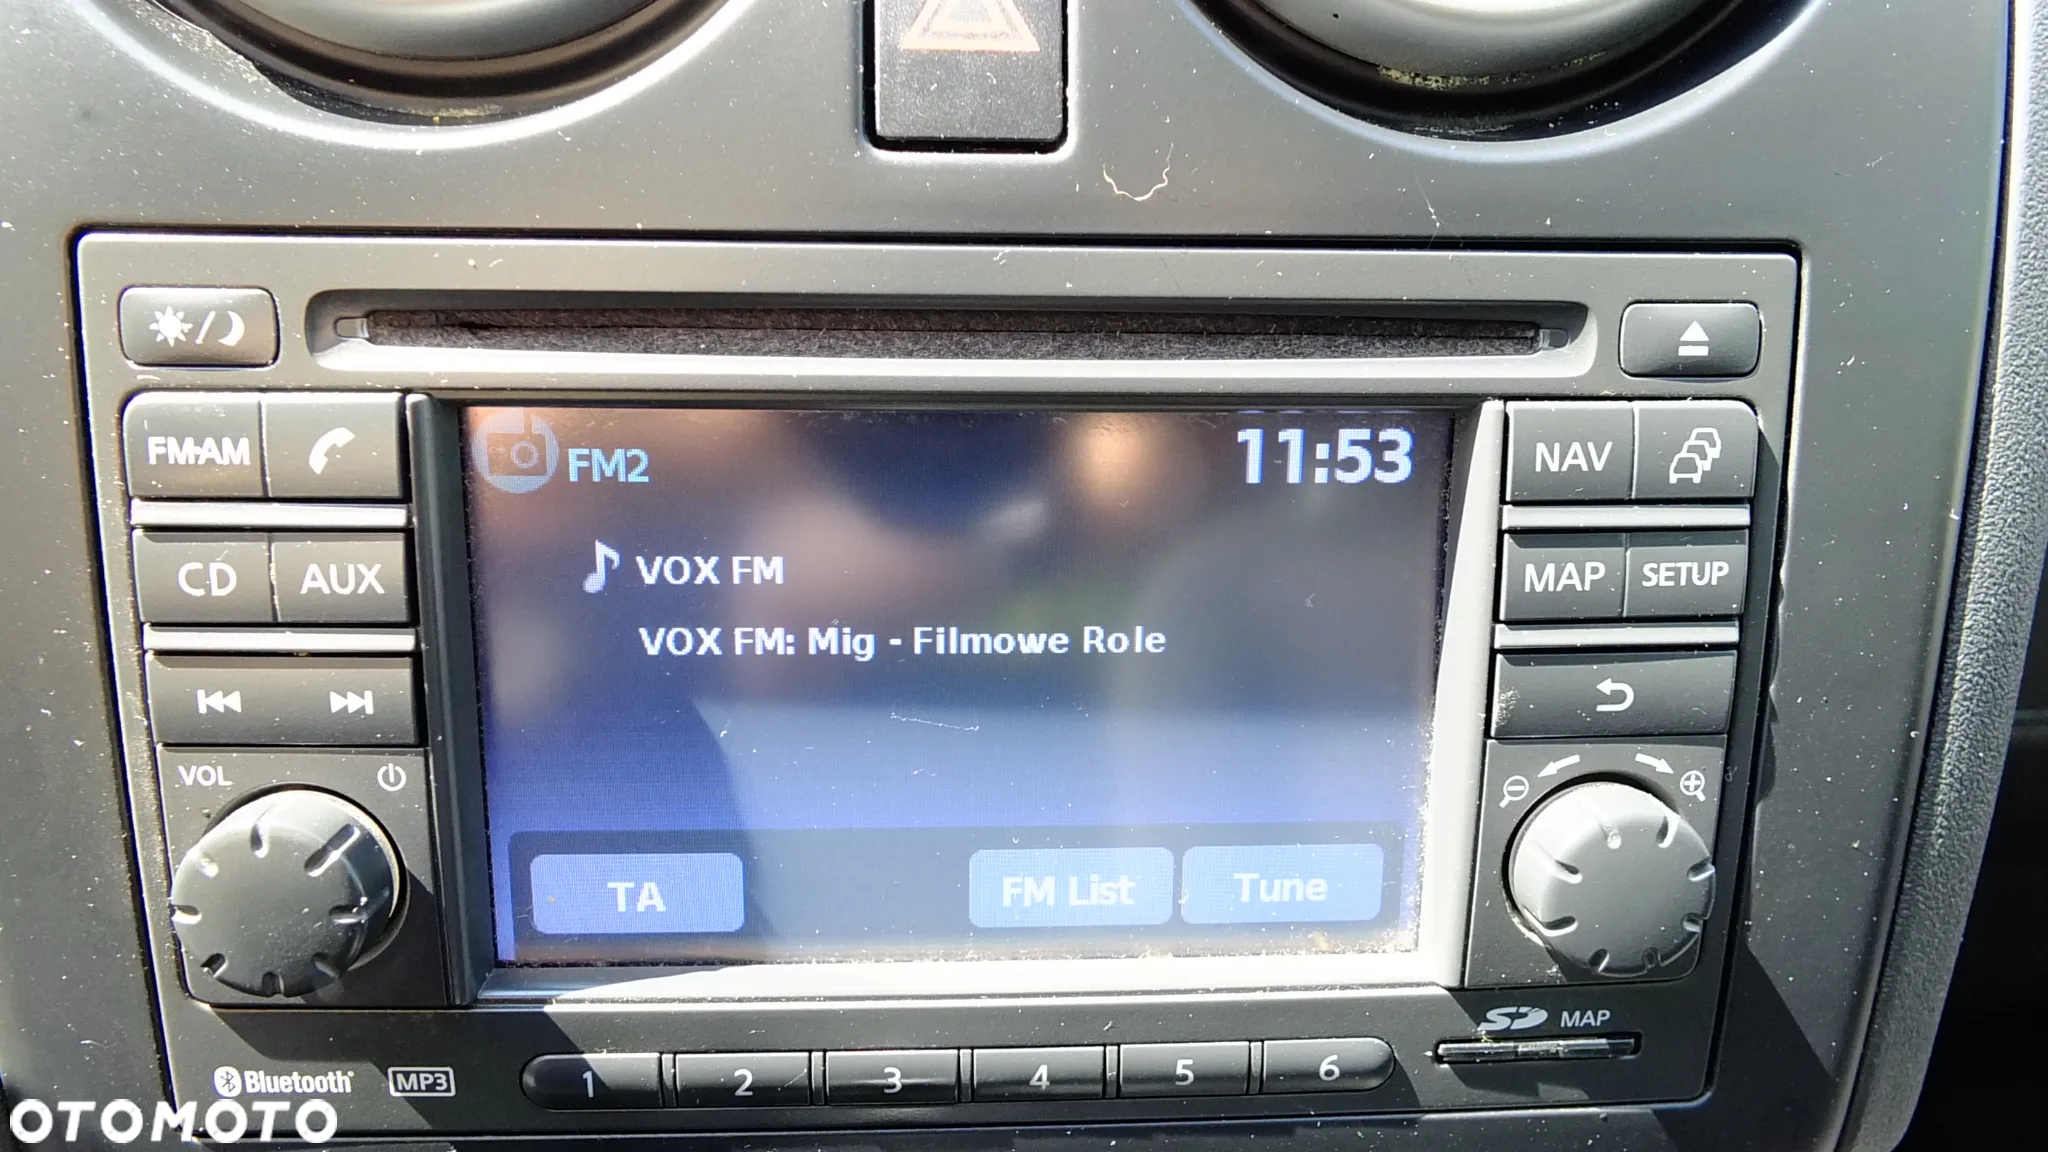 FM·AM
CD
AUX
VOL
FM2
11:53
VOX FM
VOX FM: Mig - Filmowe Role
TA
FM List
Tune
NAV
MAP
SETUP
Bluetooth
MP3
1
2
3
4
5
6
SD MAP
OTOMOTO